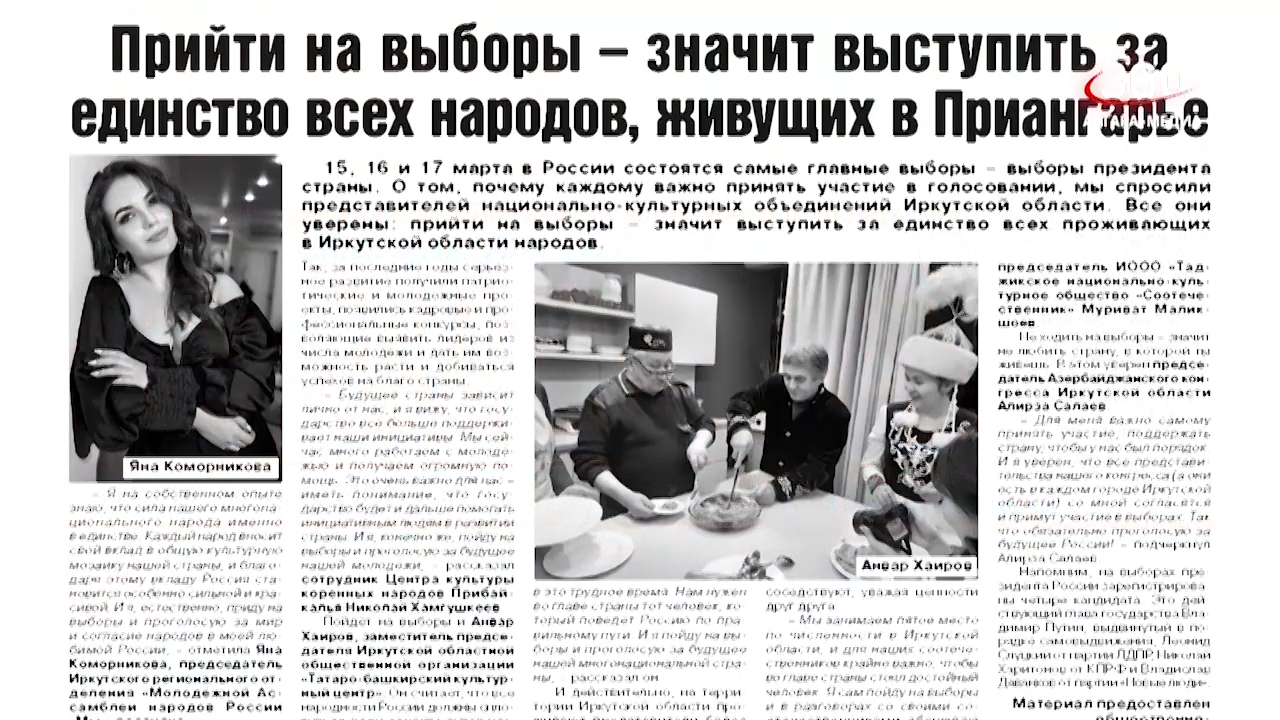 Прийти на выборы – значит выступить за
единство всех народов, живущих в Приангарье
АНГАРА-МЕДИА
15, 16 и 17 марта в России состоятся самые главные выборы – выборы президента
страны. О том, почему каждому важно принять участие в голосовании, мы спросили
представителей национально-культурных объединений Иркутской области. Все они
уверены: прийти на выборы – значит выступить за единство всех проживающих
в Иркутской области народов.
Яна Коморникова
– Я на собственном опыте
знаю, что сила нашего многона-
ционального народа именно
в единстве. Каждый народ вносит
свой вклад в общую культурную
мозаику нашей страны, и благо-
даря этому вкладу Россия ста-
новится особенно сильной и кра-
сивой. И я, естественно, приду на
выборы и проголосую за мир
и согласие народов в моей лю-
бимой России, – отметила Яна
Коморникова, председатель
Иркутского регионального от-
деления «Молодежной Ас-
самблеи народов России
Так, за последние годы серьез-
ное развитие получили патрио-
тические и молодежные про-
екты, появились кадровые и про-
фессиональные конкурсы, поз-
воляющие выявить лидеров из
числа молодежи и дать им воз-
можность расти и добиваться
успехов на благо страны.
– Будущее страны зависит
лично от нас, и я вижу, что госу-
дарство все больше поддержи-
вает наши инициативы. Мы сей-
час много работаем с молоде-
жью и получаем огромную по-
мощь. Это очень важно для нас –
иметь понимание, что госу-
дарство будет и дальше помогать
инициативным людям в развитии
страны. И я, конечно же, пойду на
выборы и проголосую за будущее
нашей молодежи, – рассказал
сотрудник Центра культуры
коренных народов Прибай-
калья Николай Хамгушкеев.
Пойдет на выборы и Анвар
Хаиров, заместитель предсе-
дателя Иркутской областной
общественной организации
«Татаро-башкирский культур-
ный центр». Он считает, что все
народности России должны спло-
Анвар Хаиров
в это трудное время. Нам нужен
во главе страны тот человек, ко-
торый поведет Россию по пра-
вильному пути. И я пойду на вы-
боры и проголосую за будущее
нашей многонациональной стра-
ны, – рассказал он.
И действительно, на терри-
тории Иркутской области про-
соседствуют, уважая ценности
друг друга.
– Мы занимаем пятое место
по численности в Иркутской
области, и для наших соотече-
ственников крайне важно, чтобы
во главе страны стоял достойный
человек. Я сам пойду на выборы
и в разговорах со своими со-
председатель ИООО «Тад-
жикское национально-куль-
турное общество «Соотече-
ственник» Муриват Малик-
шоев.
Не ходить на выборы – значит
не любить страну, в которой ты
живешь. В этом уверен предсе-
датель Азербайджанского кон-
гресса Иркутской области
Алирза Салаев.
– Для меня важно самому
принять участие, поддержать
страну, чтобы у нас был порядок.
И я уверен, что все представи-
тельства нашего конгресса (а они
есть в каждом городе Иркутской
области) со мной согласятся
и примут участие в выборах. Так
что обязательно проголосую за
будущее России! – подчеркнул
Алирза Салаев.
Напомним, на выборах пре-
зидента России зарегистрирова-
ны четыре кандидата. Это дей-
ствующий глава государства Вла-
димир Путин, выдвинутый в по-
рядке самовыдвижения, Леонид
Слуцкий от партии ЛДПР, Николай
Харитонов от КПРФ и Владислав
Даванков от партии «Новые люди».
Материал предоставлен